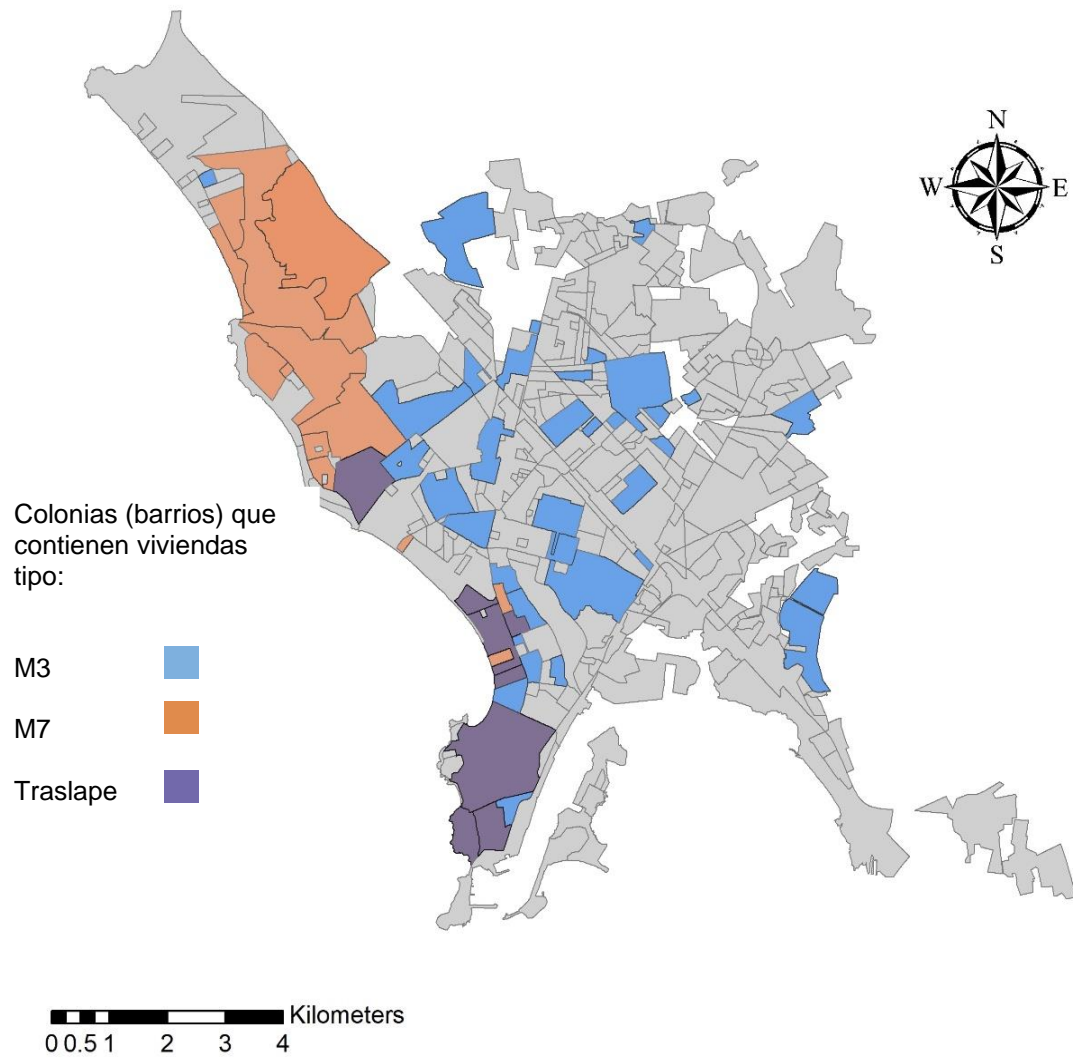 N
W
E
S
Colonias (barrios) que
contienen viviendas
tipo:
M3
M7
Traslape
Kilometers
0 0.5 1 2 3 4